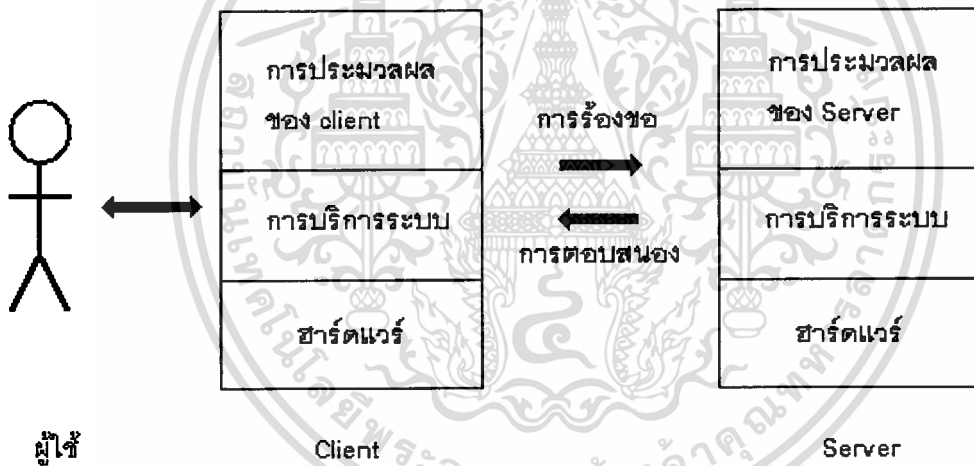 การประมวลผล
ของ client
การบริการระบบ
ฮาร์ดแวร์
การร้องขอ
การตอบสนอง
การประมวลผล
ของ Server
การบริการระบบ
ฮาร์ดแวร์
ผู้ใช้
Client
Server